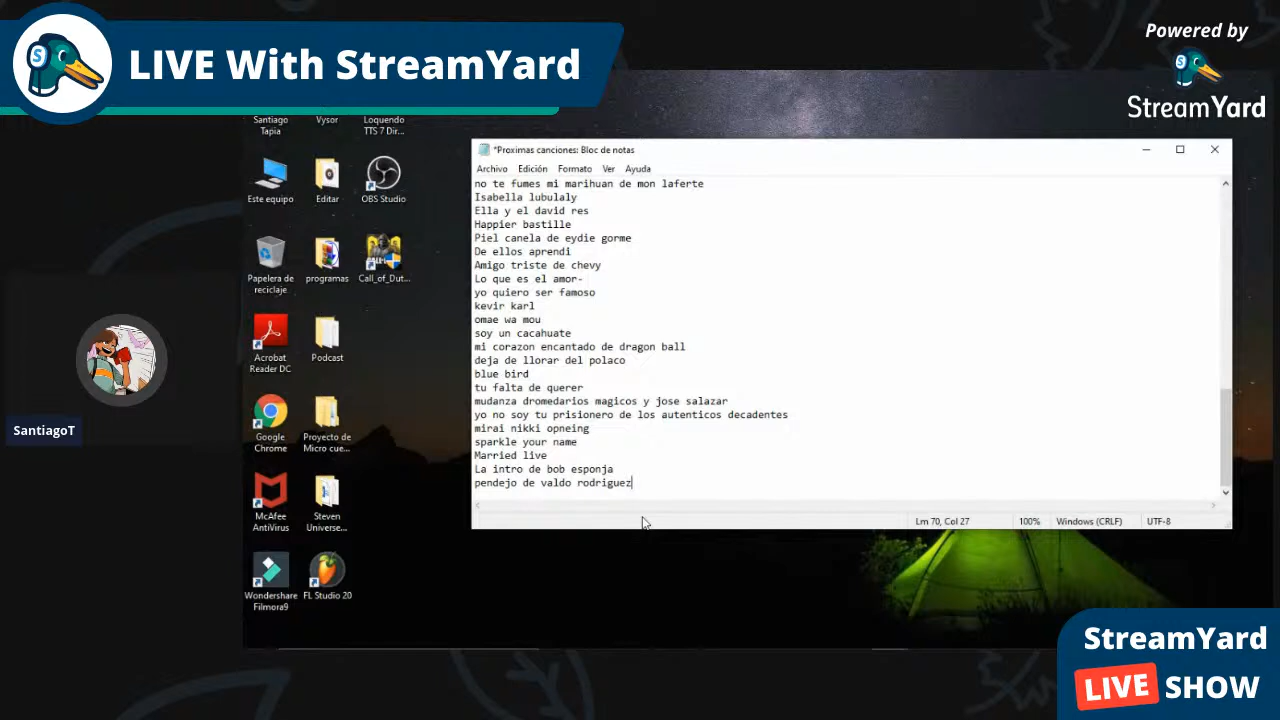 LIVE With StreamYard
Powered by
StreamYard
Santiago
Tapia
Vysor
Loquendo
TTS 7 Dir...
Este equipo
Editar
OBS Studio
Papelera de
reciclaje
programas
Call_of_Dut...
Acrobat
Reader DC
Podcast
Google
Chrome
Proyecto de
Micro cue...
McAfee
AntiVirus
Steven
Universe...
Wondershare
Filmora9
FL Studio 20
*Proximas canciones: Bloc de notas
Archivo Edición Formato Ver Ayuda
no te fumes mi marihuan de mon laferte
Isabella lubulaly
Ella y el david res
Happier bastille
Piel canela de eydie gorme
De ellos aprendi
Amigo triste de chevy
Lo que es el amor-
yo quiero ser famoso
kevir karl
omae wa mou
soy un cacahuate
mi corazon encantado de dragon ball
deja de llorar del polaco
blue bird
tu falta de querer
mudanza dromedarios magicos y jose salazar
yo no soy tu prisionero de los autenticos decadentes
mirai nikki opneing
sparkle your name
Married live
La intro de bob esponja
pendejo de valdo rodriguez
Lm 70, Col 27 100% Windows (CRLF) UTF-8
SantiagoT
StreamYard
LIVE SHOW